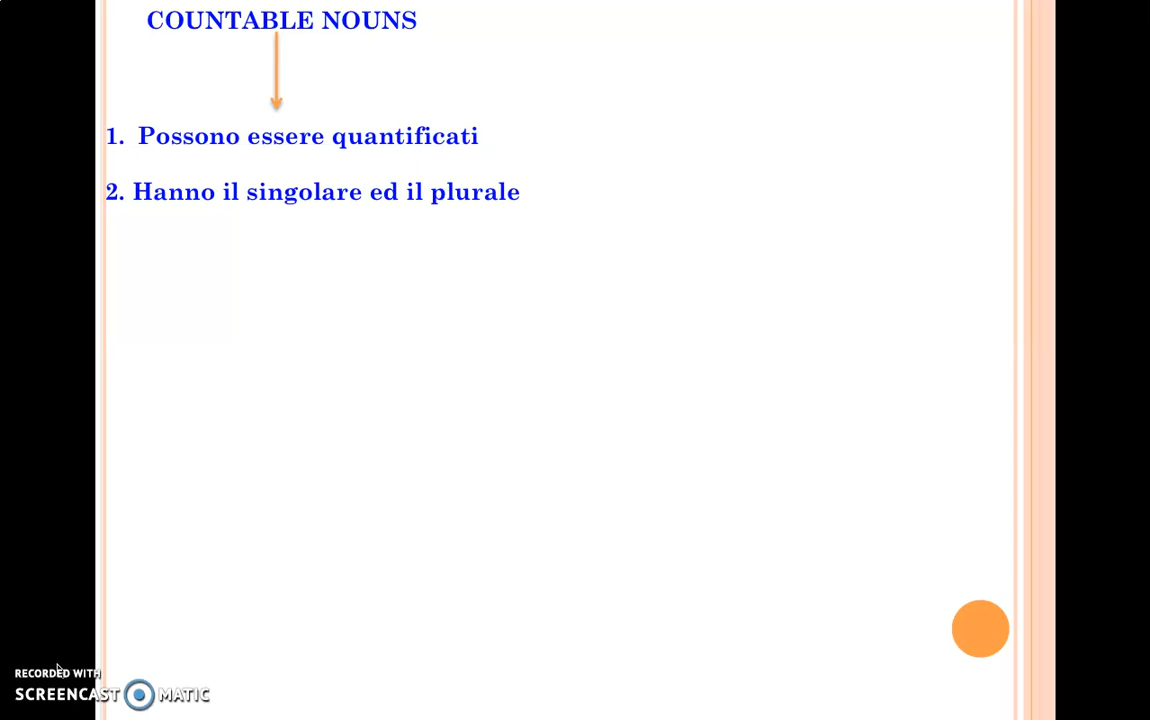 COUNTABLE NOUNS
1. Possono essere quantificati
2. Hanno il singolare ed il plurale
RECORDED WITH
SCREENCAST MATIC